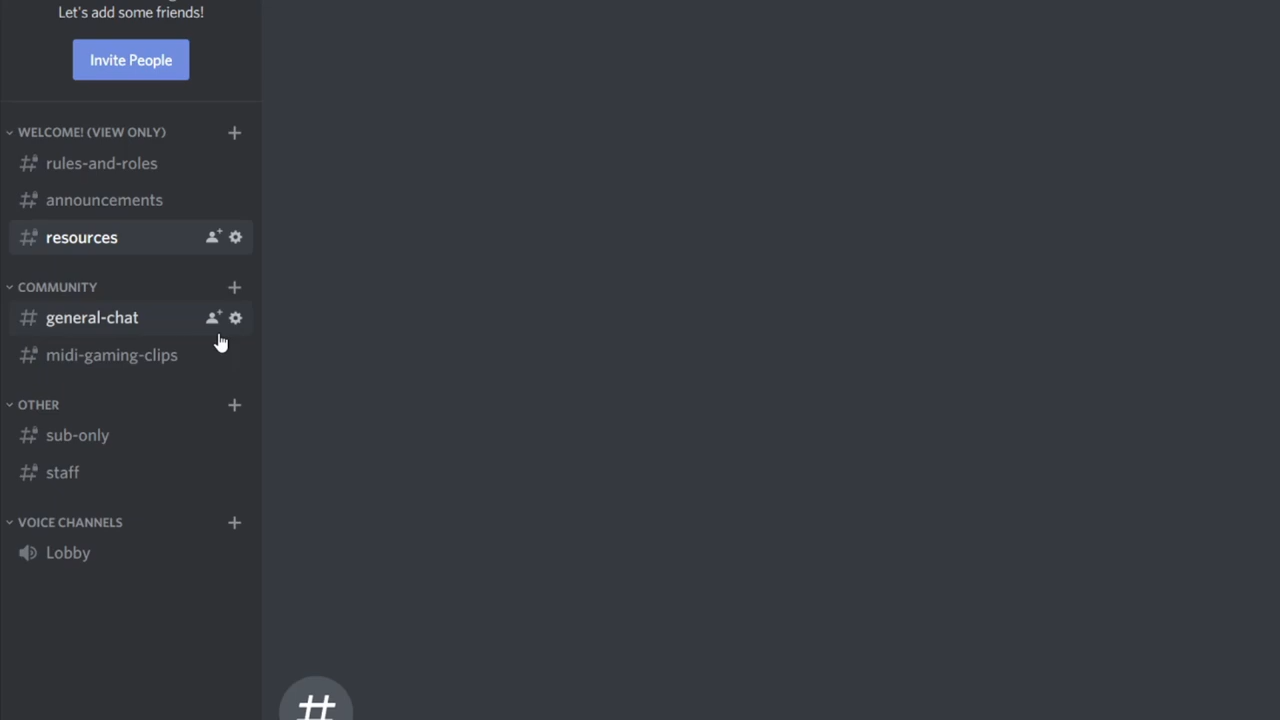 Let's add some friends!
Invite People
WELCOME! (VIEW ONLY)
rules-and-roles
announcements
resources
COMMUNITY
general-chat
midi-gaming-clips
OTHER
sub-only
staff
VOICE CHANNELS
Lobby